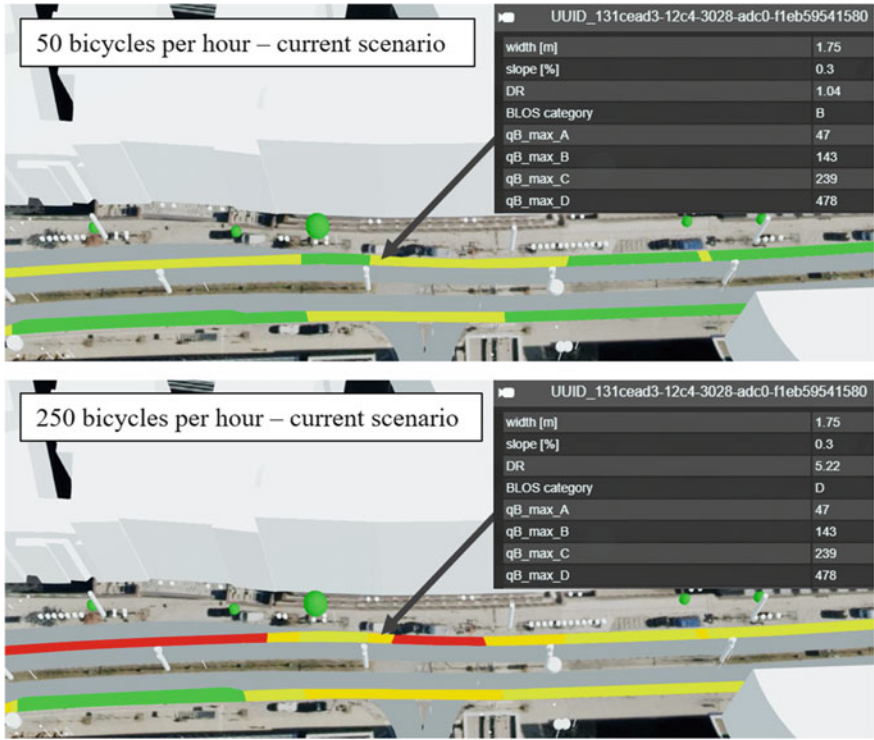 50 bicycles per hour – current scenario
UUID_131cead3-12c4-3028-adc0-f1eb59541580
width [m] 1.75
slope [%] 0.3
DR 1.04
BLOS category B
qB_max_A 47
qB_max_B 143
qB_max_C 239
qB_max_D 478
250 bicycles per hour – current scenario
UUID_131cead3-12c4-3028-adc0-f1eb59541580
width [m] 1.75
slope [%] 0.3
DR 5.22
BLOS category D
qB_max_A 47
qB_max_B 143
qB_max_C 239
qB_max_D 478